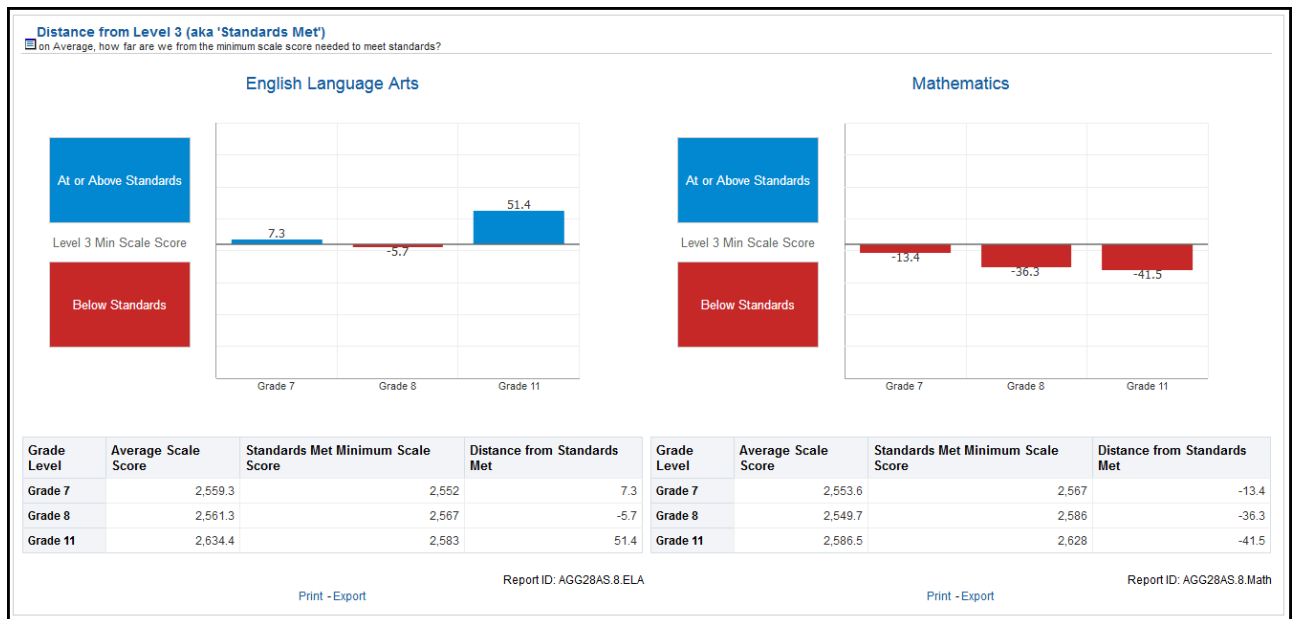 Distance from Level 3 (aka 'Standards Met')
on Average, how far are we from the minimum scale score needed to meet standards?
English Language Arts
At or Above Standards
Level 3 Min Scale Score
Below Standards
7.3
-5.7
51.4
Grade 7 Grade 8 Grade 11
Mathematics
At or Above Standards
Level 3 Min Scale Score
Below Standards
-13.4
-36.3
-41.5
Grade 7 Grade 8 Grade 11
Grade Level Average Scale Score Standards Met Minimum Scale Score Distance from Standards Met
Grade 7 2,559.3 2,552 7.3
Grade 8 2,561.3 2,567 -5.7
Grade 11 2,634.4 2,583 51.4
Report ID: AGG28AS.8.ELA
Print - Export
Grade Level Average Scale Score Standards Met Minimum Scale Score Distance from Standards Met
Grade 7 2,553.6 2,567 -13.4
Grade 8 2,549.7 2,586 -36.3
Grade 11 2,586.5 2,628 -41.5
Report ID: AGG28AS.8.Math
Print - Export